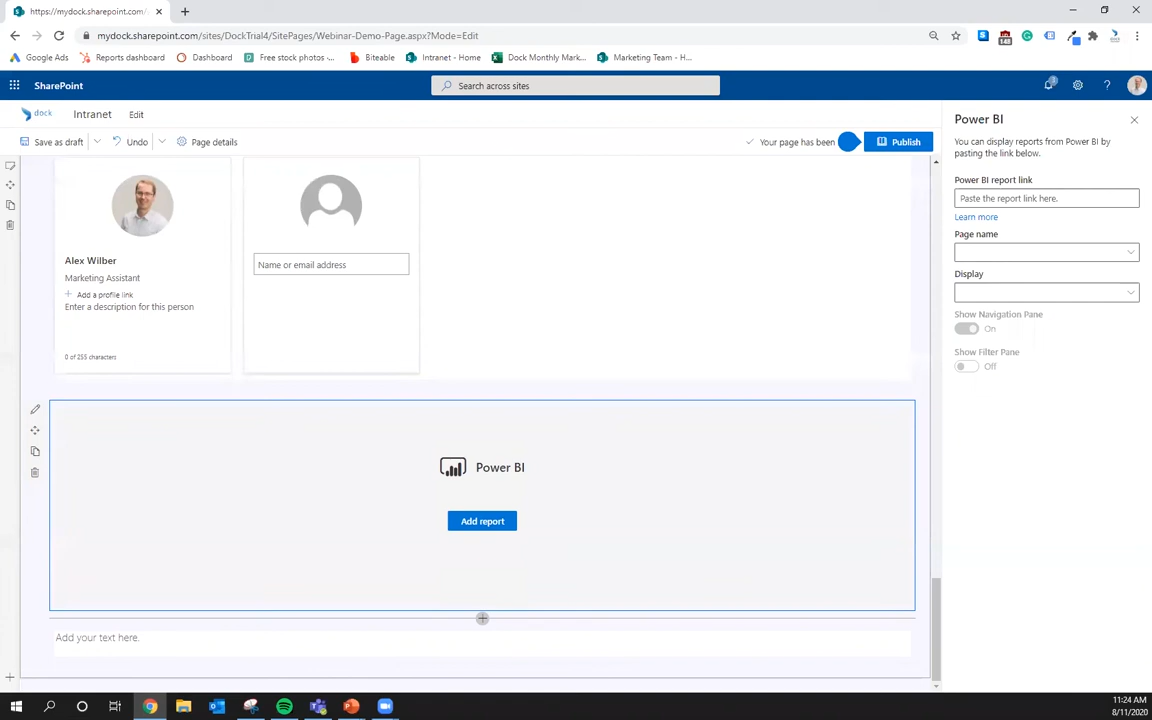 https://mydock.sharepoint.com/
mydock.sharepoint.com/sites/DockTrial4/SitePages/Webinar-Demo-Page.aspx?Mode=Edit
Google Ads
Reports dashboard
Dashboard
Free stock photos -...
Biteable
Intranet - Home
Dock Monthly Mark...
Marketing Team - H...
148
SharePoint
Search across sites
3
dock
Intranet
Edit
Save as draft
Undo
Page details
Your page has been
Publish
Alex Wilber
Marketing Assistant
Add a profile link
Enter a description for this person
0 of 255 characters
Name or email address
Power BI
Add report
Add your text here.
Power BI
You can display reports from Power BI by
pasting the link below.
Power BI report link
Paste the report link here.
Learn more
Page name
Display
Show Navigation Pane
On
Show Filter Pane
Off
11:24 AM
8/11/2020